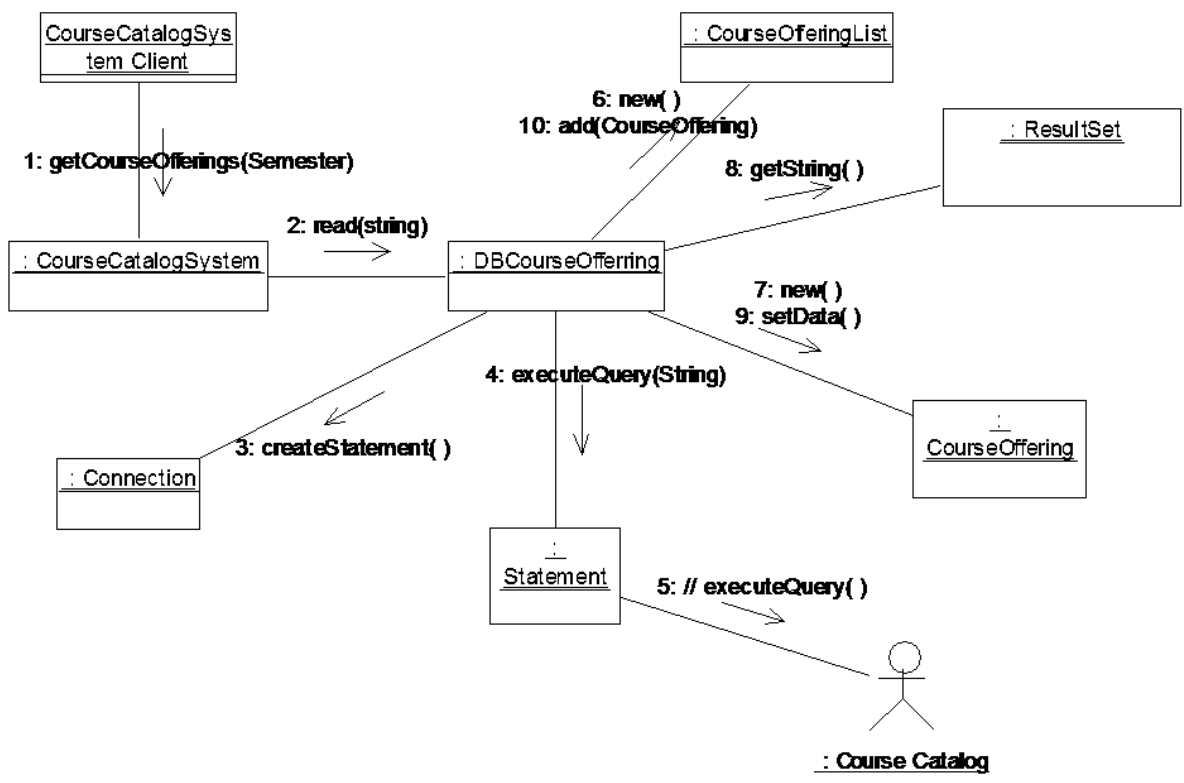 CourseCatalogSys
tem Client
: CourseOfferingList
6: new( )
10: add(CourseOffering)
: ResultSet
1: getCourseOfferings(Semester)
8: getString( )
2: read(string)
: CourseCatalogSystem
: DBCourseOfferring
7: new( )
9: setData( )
4: executeQuery(String)
3: createStatement( )
:
CourseOffering
: Connection
:
Statement
5: // executeQuery( )
: Course Catalog